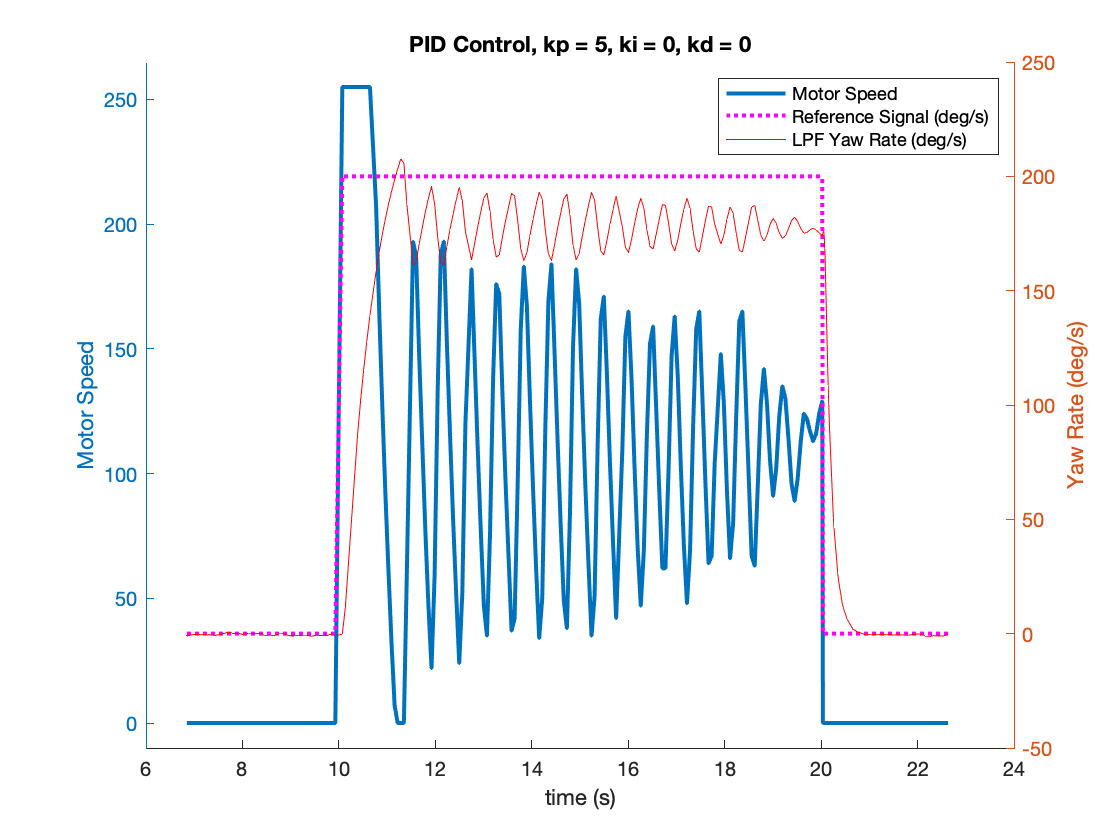 PID Control, kp = 5, ki = 0, kd = 0
Motor Speed
Reference Signal (deg/s)
LPF Yaw Rate (deg/s)
250
200
150
100
50
0
Motor Speed
250
200
150
100
50
0
-50
Yaw Rate (deg/s)
6 8 10 12 14 16 18 20 22 24
time (s)